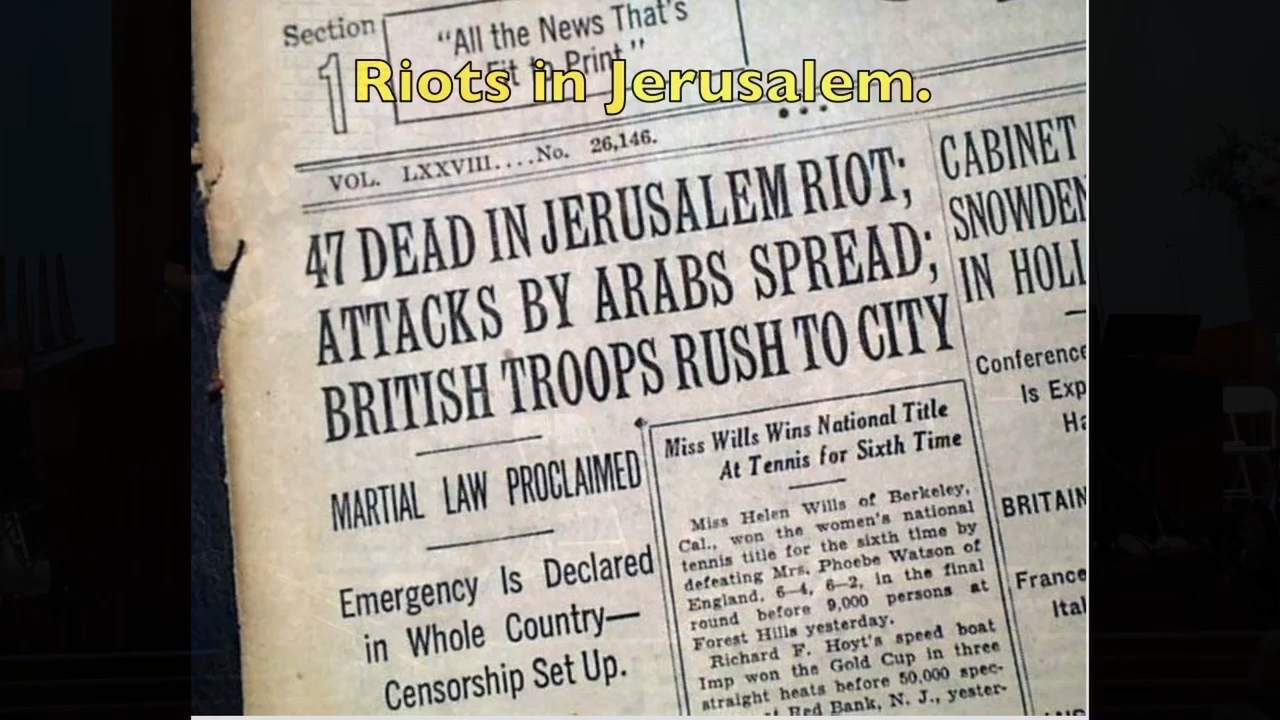 Section
1
"All the News That's
Fit to Print"
Riots in Jerusalem.
VOL. LXXVIII....No. 26,146.
47 DEAD IN JERUSALEM RIOT;
ATTACKS BY ARABS SPREAD;
BRITISH TROOPS RUSH TO CITY
MARTIAL LAW PROCLAIMED
Emergency Is Declared
in Whole Country—
Censorship Set Up.
Miss Wills Wins National Title
At Tennis for Sixth Time
Miss Helen Wills of Berkeley,
Cal., won the women's national
tennis title for the sixth time by
defeating Mrs. Phoebe Watson of
England, 6—4, 6—2, in the final
round before 9,000 persons at
Forest Hills yesterday.
Richard F. Hoyt's speed boat
Imp won the Gold Cup in three
straight heats before 50,000 spec-
at Red Bank, N. J., yester-
CABINET
SNOWDEN
IN HOLL
Conference
Is Exp
Ha
BRITAIN
France
Ital